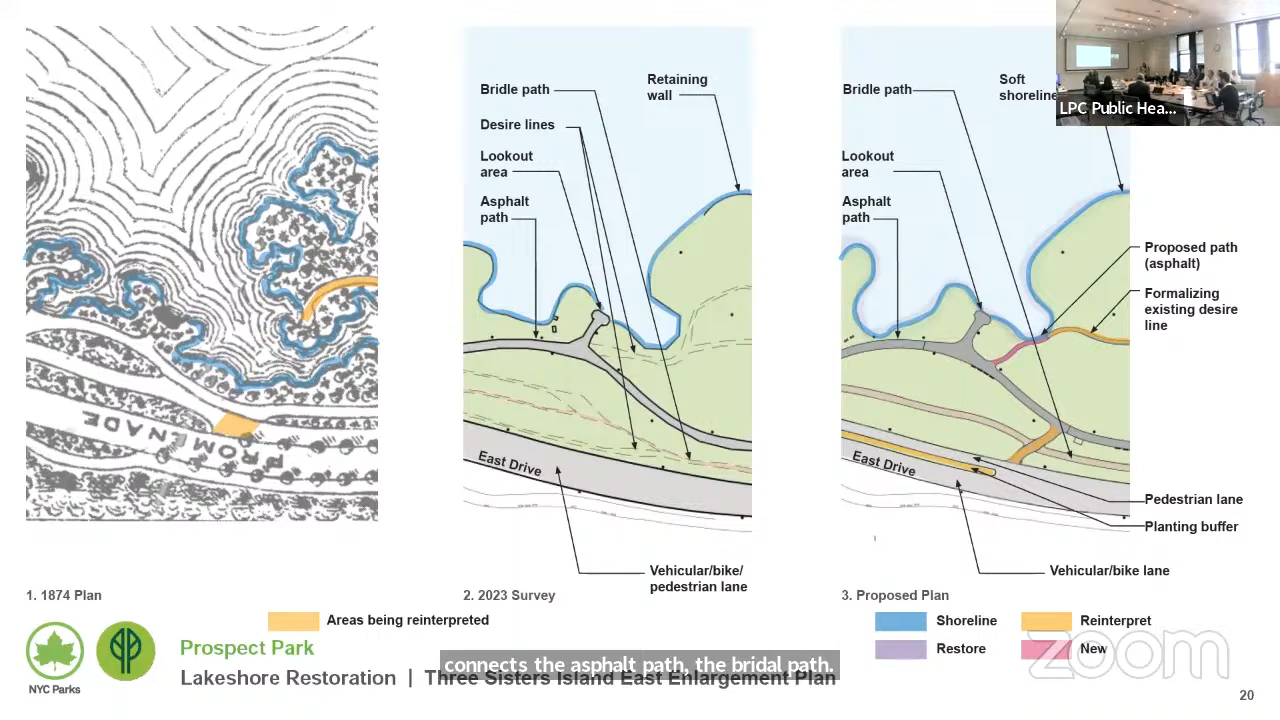 Bridle path
Desire lines
Lookout
area
Asphalt
path
Retaining
wall
East Drive
Vehicular/bike/
pedestrian lane
Bridle path
Lookout
area
Asphalt
path
Soft
shoreline
LPC Public Hea...
Proposed path
(asphalt)
Formalizing
existing desire
line
East Drive
Pedestrian lane
Planting buffer
Vehicular/bike lane
PROMENADE
1. 1874 Plan
2. 2023 Survey
3. Proposed Plan
Areas being reinterpreted
Shoreline
Reinterpret
Restore
New
NYC Parks
Prospect Park
Lakeshore Restoration | Three Sisters Island East Enlargement Plan
connects the asphalt path, the bridal path.
zoom
20